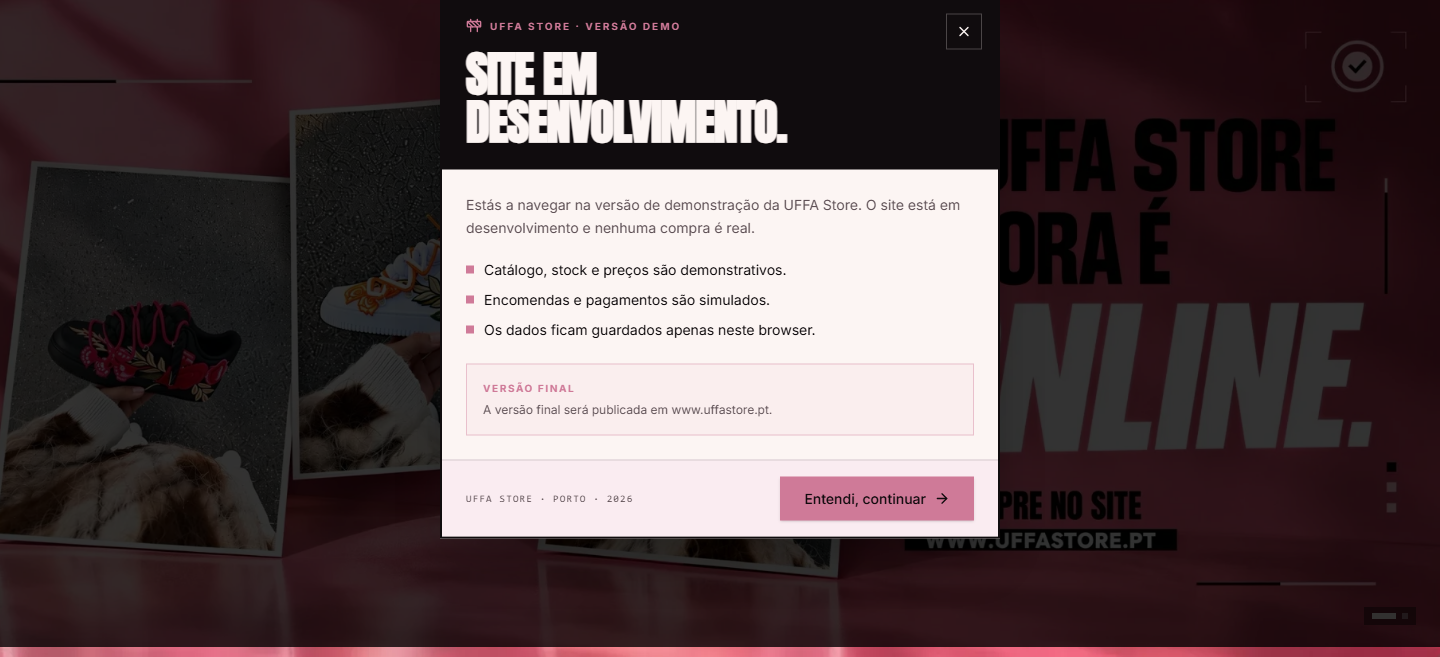 UFFA STORE · VERSÃO DEMO
SITE EM
DESENVOLVIMENTO.
Estás a navegar na versão de demonstração da UFFA Store. O site está em
desenvolvimento e nenhuma compra é real.
Catálogo, stock e preços são demonstrativos.
Encomendas e pagamentos são simulados.
Os dados ficam guardados apenas neste browser.
VERSÃO FINAL
A versão final será publicada em www.uffastore.pt.
UFFA STORE · PORTO · 2026
Entendi, continuar
UFFA STORE
ORA É
NLINE.
PRE NO SITE
WWW.UFFASTORE.PT